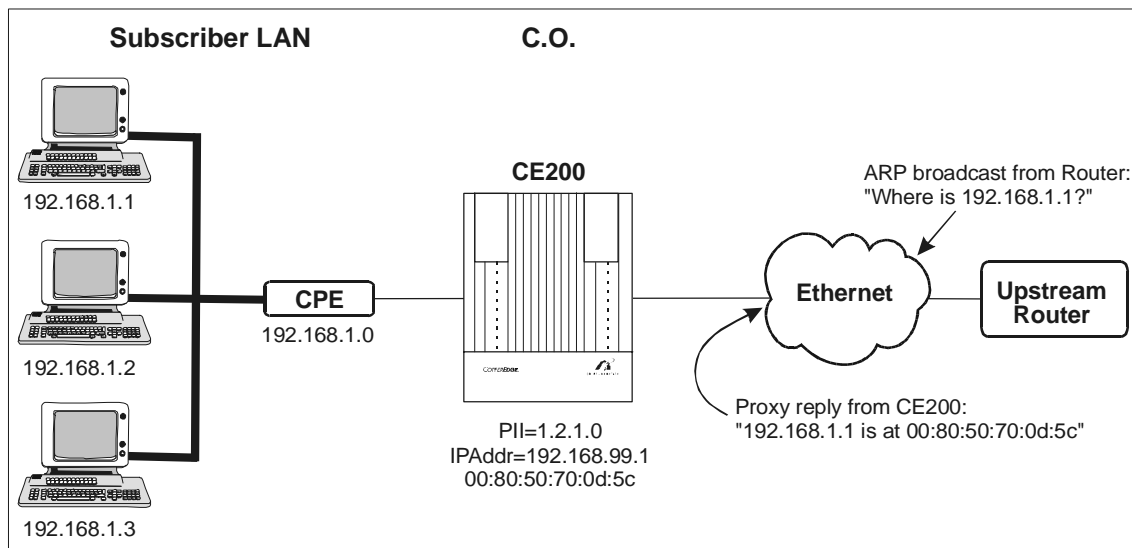 Subscriber LAN
C.O.
192.168.1.1
192.168.1.2
192.168.1.3
CPE
192.168.1.0
CE200
COPPEREDGE
PII=1.2.1.0
IPAddr=192.168.99.1
00:80:50:70:0d:5c
Ethernet
ARP broadcast from Router:
"Where is 192.168.1.1?"
Upstream
Router
Proxy reply from CE200:
"192.168.1.1 is at 00:80:50:70:0d:5c"